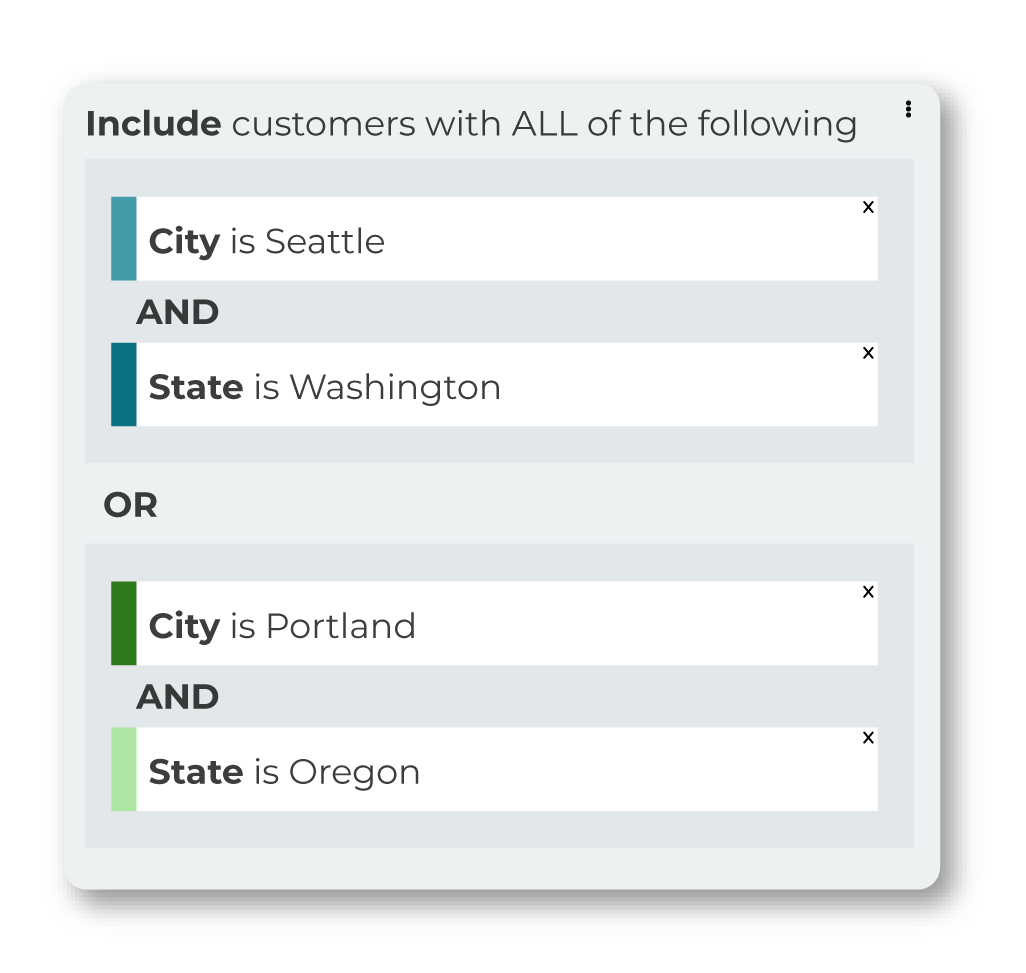 Include customers with ALL of the following
x
City is Seattle
AND
x
State is Washington
OR
x
City is Portland
AND
x
State is Oregon